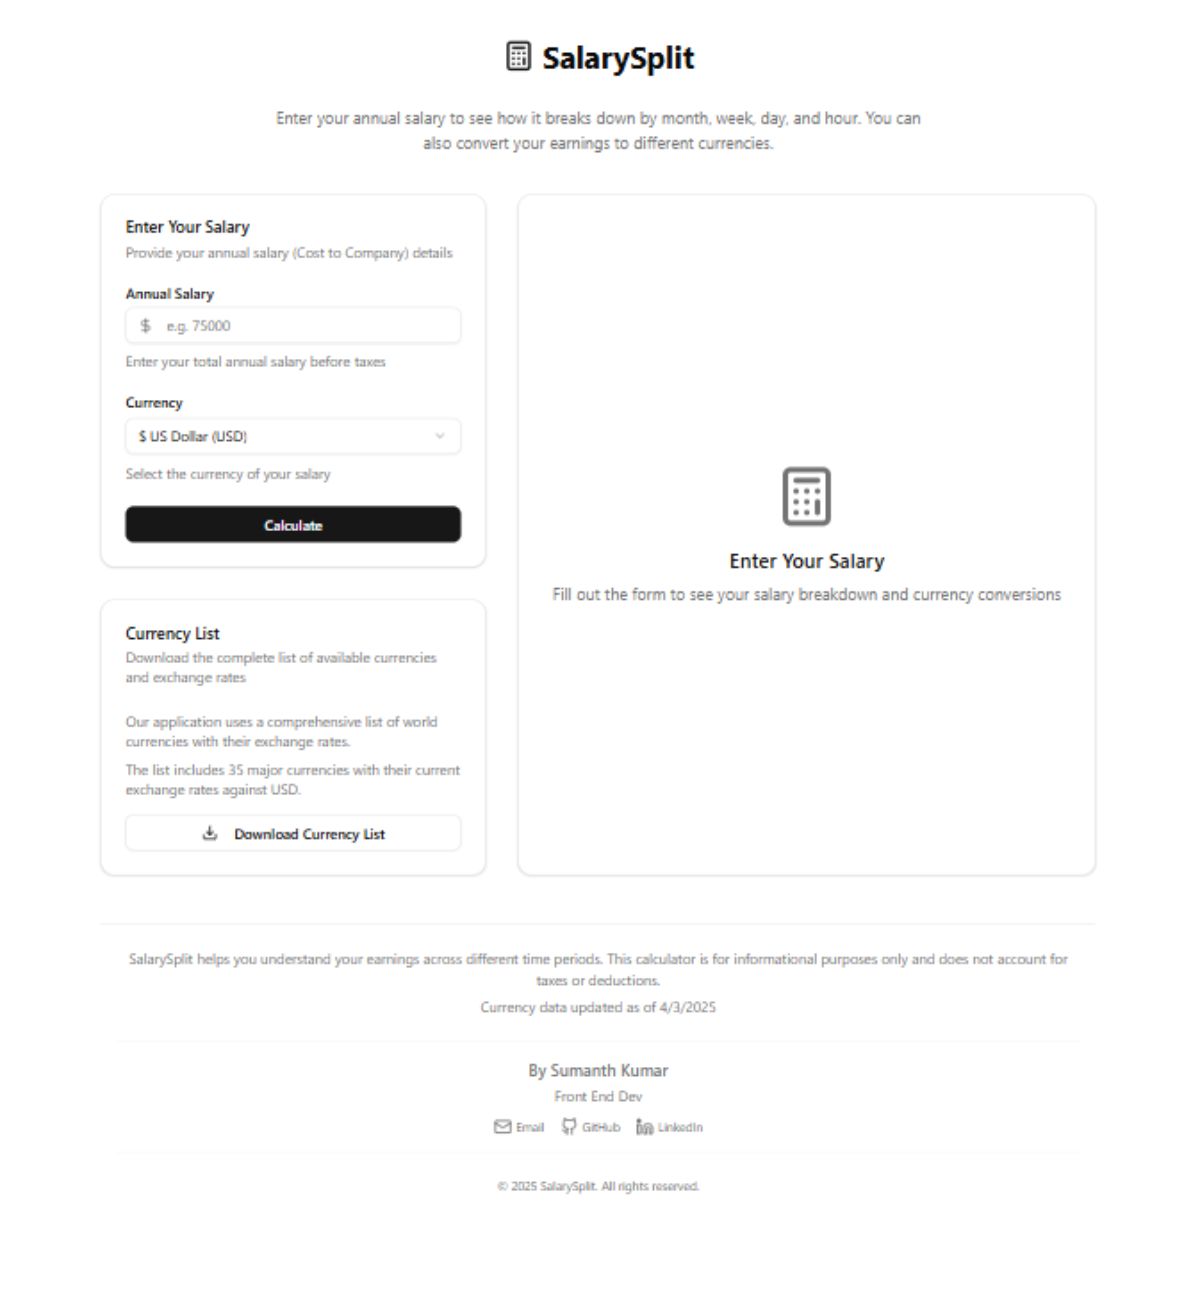 SalarySplit
Enter your annual salary to see how it breaks down by month, week, day, and hour. You can
also convert your earnings to different currencies.
Enter Your Salary
Provide your annual salary (Cost to Company) details
Annual Salary
$ e.g. 75000
Enter your total annual salary before taxes
Currency
$ US Dollar (USD)
Select the currency of your salary
Calculate
Currency List
Download the complete list of available currencies
and exchange rates
Our application uses a comprehensive list of world
currencies with their exchange rates.
The list includes 35 major currencies with their current
exchange rates against USD.
Download Currency List
Enter Your Salary
Fill out the form to see your salary breakdown and currency conversions
SalarySplit helps you understand your earnings across different time periods. This calculator is for informational purposes only and does not account for
taxes or deductions.
Currency data updated as of 4/3/2025
By Sumanth Kumar
Front End Dev
Email GitHub LinkedIn
© 2025 SalarySplit. All rights reserved.